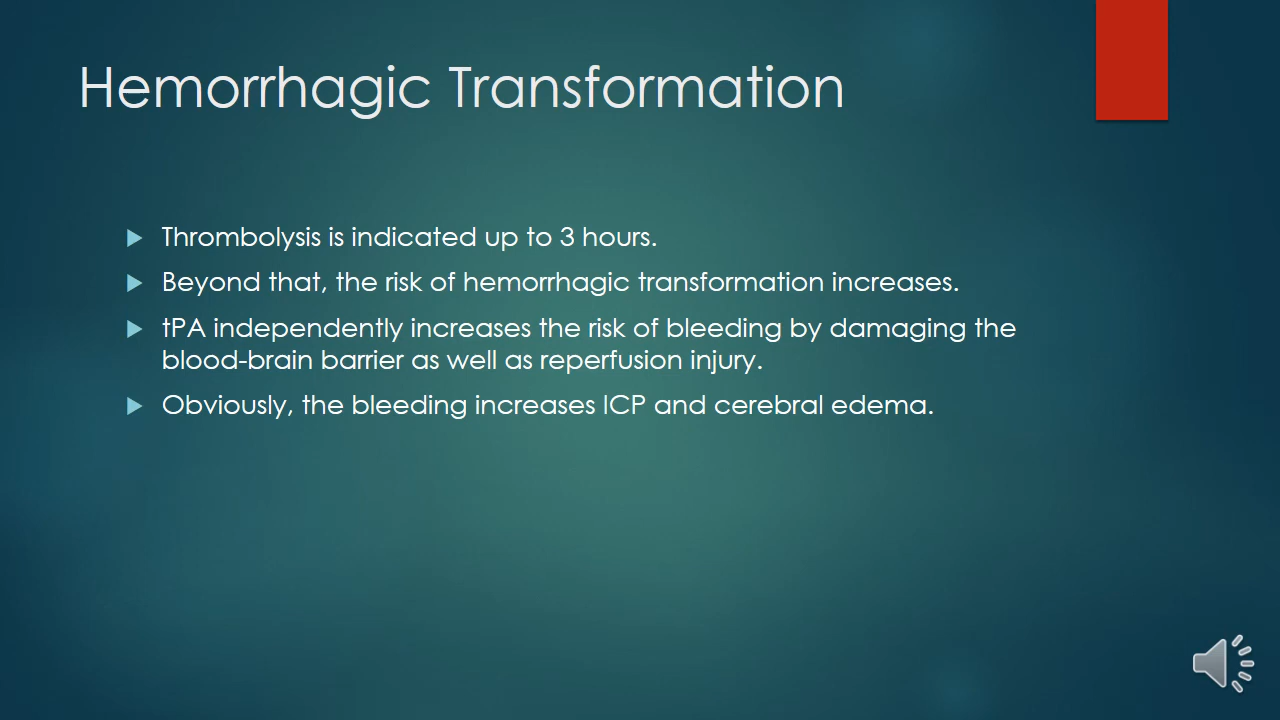 Hemorrhagic Transformation
Thrombolysis is indicated up to 3 hours.
Beyond that, the risk of hemorrhagic transformation increases.
tPA independently increases the risk of bleeding by damaging the
blood-brain barrier as well as reperfusion injury.
Obviously, the bleeding increases ICP and cerebral edema.